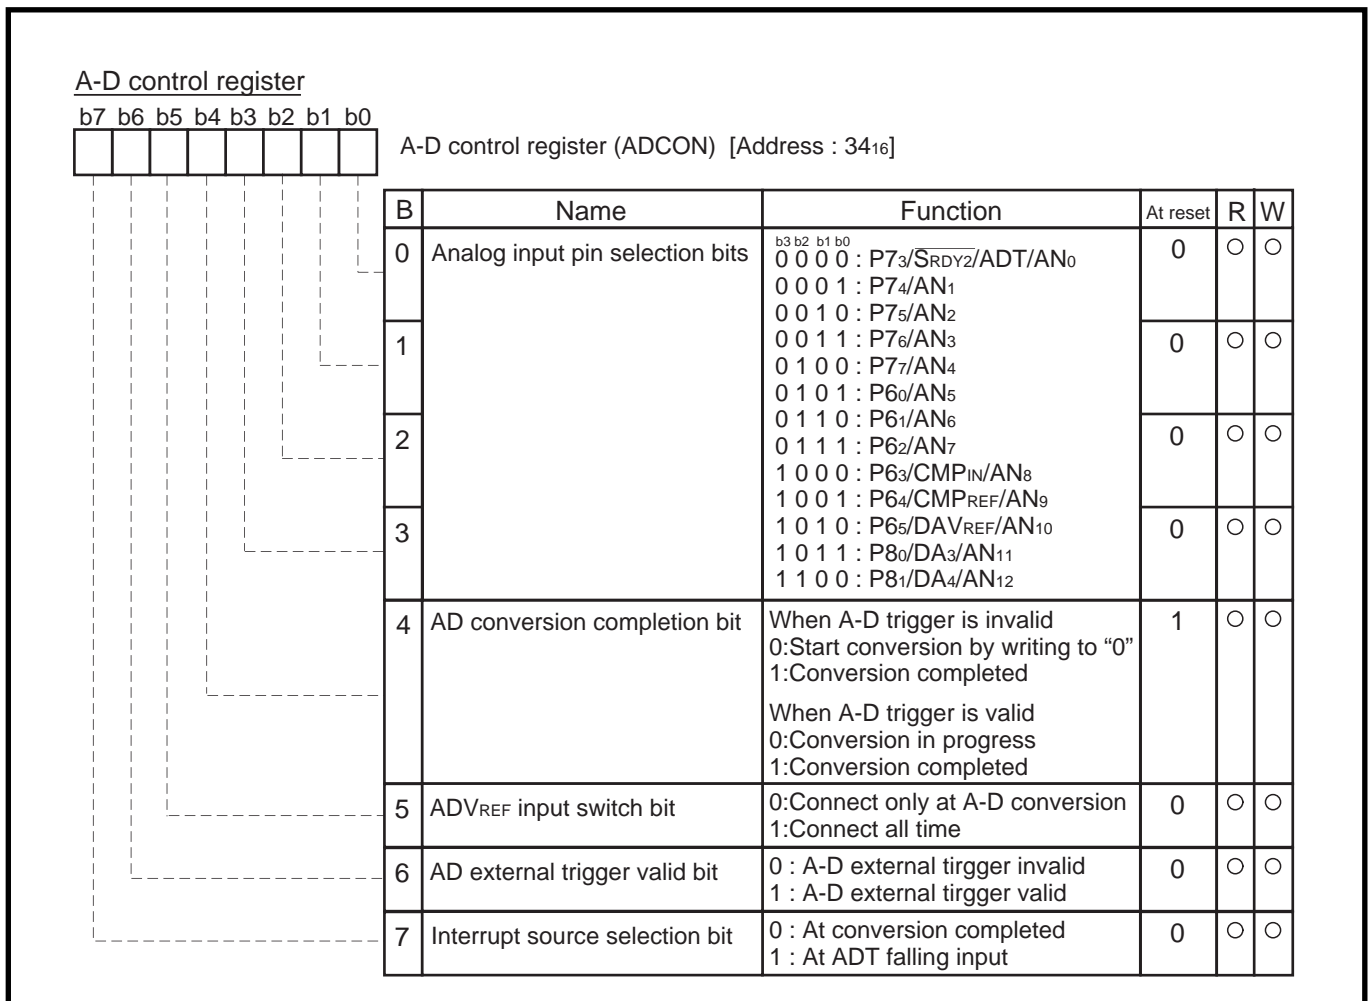 A-D control register
b7 b6 b5 b4 b3 b2 b1 b0
A-D control register (ADCON) [Address : 3416]
B Name Function At reset R W
0 Analog input pin selection bits b3 b2 b1 b0 0 ○ ○
0 0 0 0 : P73/SRDY2/ADT/AN0
0 0 0 1 : P74/AN1
0 0 1 0 : P75/AN2
1 0 0 1 1 : P76/AN3 0 ○ ○
0 1 0 0 : P77/AN4
0 1 0 1 : P60/AN5
0 1 1 0 : P61/AN6
2 0 1 1 1 : P62/AN7 0 ○ ○
1 0 0 0 : P63/CMPIN/AN8
1 0 0 1 : P64/CMPREF/AN9
3 1 0 1 0 : P65/DAVREF/AN10 0 ○ ○
1 0 1 1 : P80/DA3/AN11
1 1 0 0 : P81/DA4/AN12
4 AD conversion completion bit When A-D trigger is invalid 1 ○ ○
0:Start conversion by writing to “0”
1:Conversion completed
When A-D trigger is valid
0:Conversion in progress
1:Conversion completed
5 ADVREF input switch bit 0:Connect only at A-D conversion 0 ○ ○
1:Connect all time
6 AD external trigger valid bit 0 : A-D external tirgger invalid 0 ○ ○
1 : A-D external tirgger valid
7 Interrupt source selection bit 0 : At conversion completed 0 ○ ○
1 : At ADT falling input